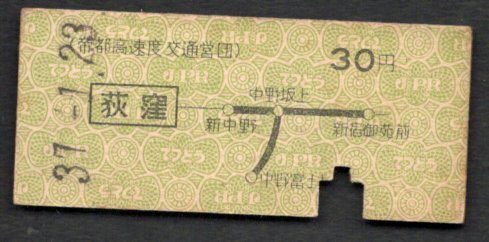 37.-1.23
(帝都高速度交通営団)
30円
荻窪
中野坂上
新中野
新宿御苑前
中野富士